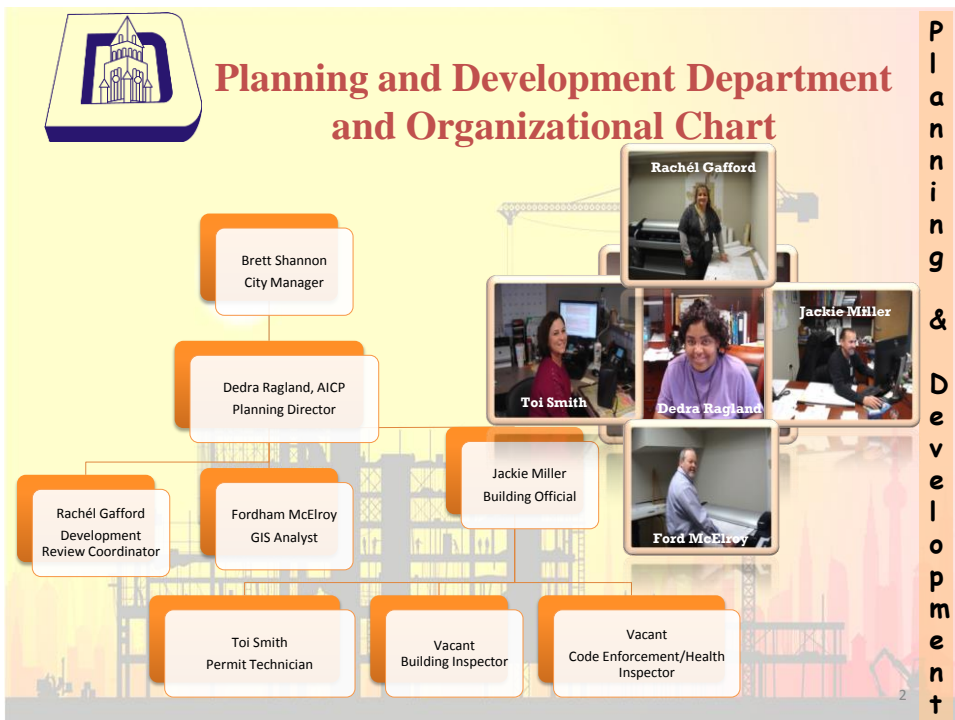 Planning and Development Department
and Organizational Chart
Brett Shannon
City Manager
Dedra Ragland, AICP
Planning Director
Rachél Gafford
Development
Review Coordinator
Fordham McElroy
GIS Analyst
Jackie Miller
Building Official
Toi Smith
Permit Technician
Vacant
Building Inspector
Vacant
Code Enforcement/Health
Inspector
Rachél Gafford
Toi Smith
Dedra Ragland
Jackie Miller
Ford McElroy
Planning & Development
2